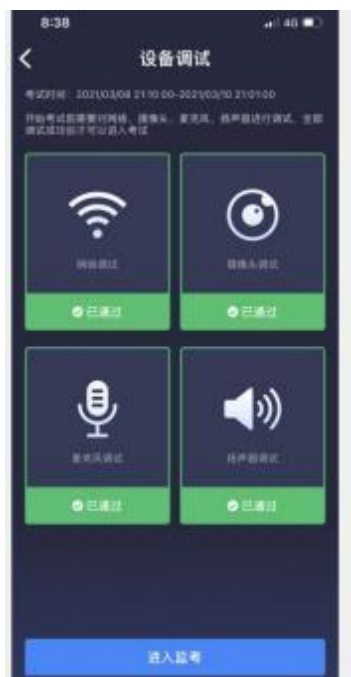 8:38
4G
设备调试
考试时间：2021/03/08 21:10:00-2021/03/10 21:01:00
开始考试前需要对网络、摄像头、麦克风、扬声器进行调试，全部
调试成功后才可以进入考试
网络调试
摄像头调试
已通过
已通过
麦克风调试
扬声器调试
已通过
已通过
进入监考